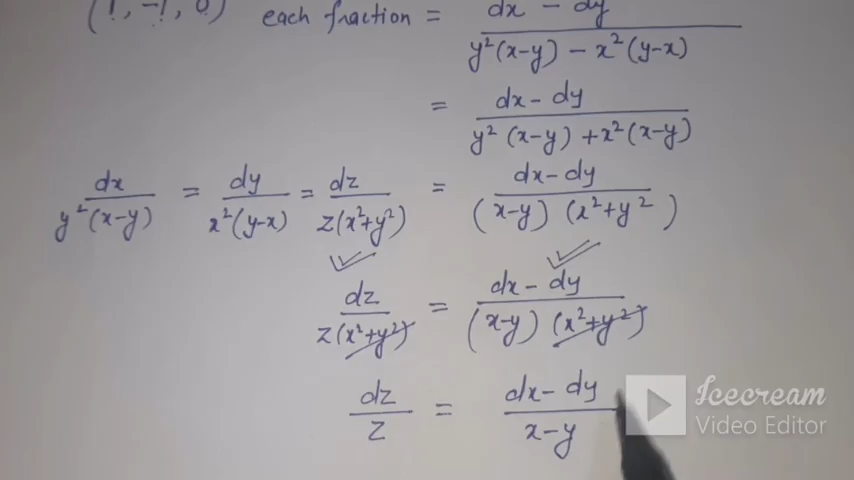 (1, -1, 0) each fraction = dx - dy / y²(x-y) - x²(y-x)
= dx - dy / y² (x-y) + x²(x-y)
dx / y²(x-y) = dy / x²(y-x) = dz / z(x²+y²) = dx - dy / (x-y) (x²+y²)
dz / z(x²+y²) = dx - dy / (x-y) (x²+y²)
dz / z = dx - dy / x-y
Icecream
Video Editor